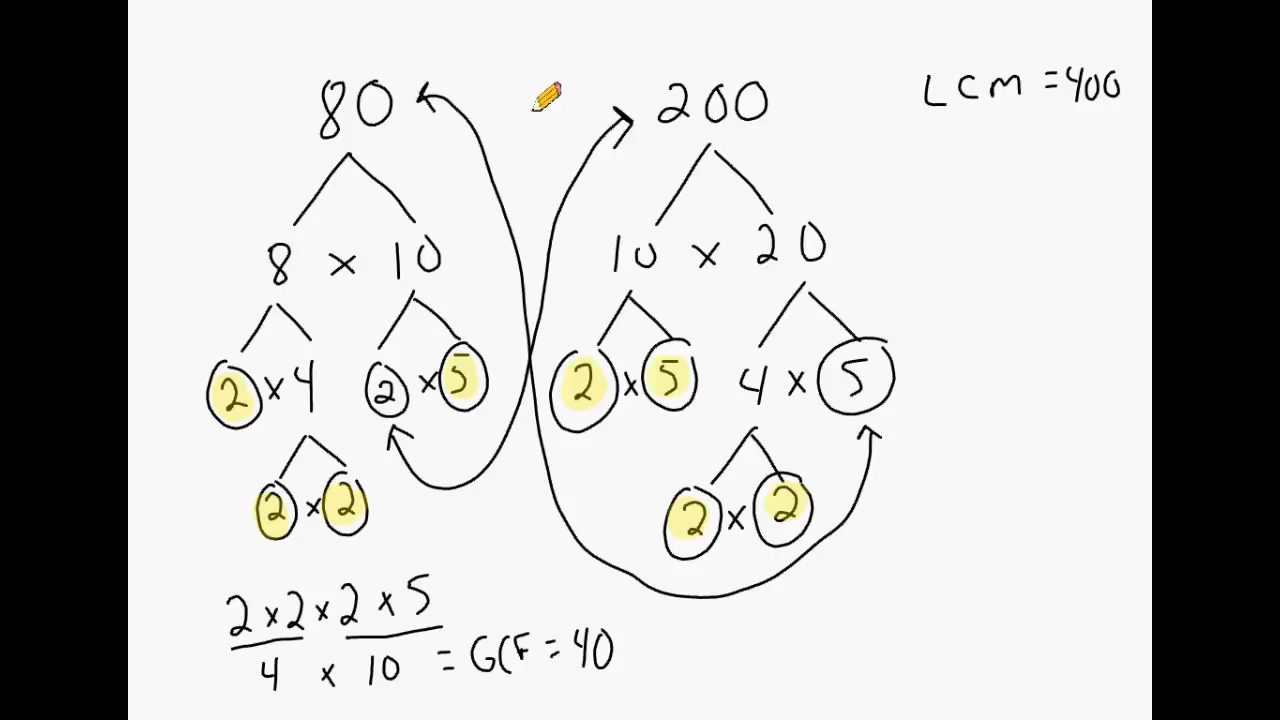 80 200 LCM = 400
8 x 10 10 x 20
2 x 4 2 x 5 2 x 5 4 x 5
2 x 2 2 x 2
2 x 2 x 2 x 5
4 x 10 = GCF = 40